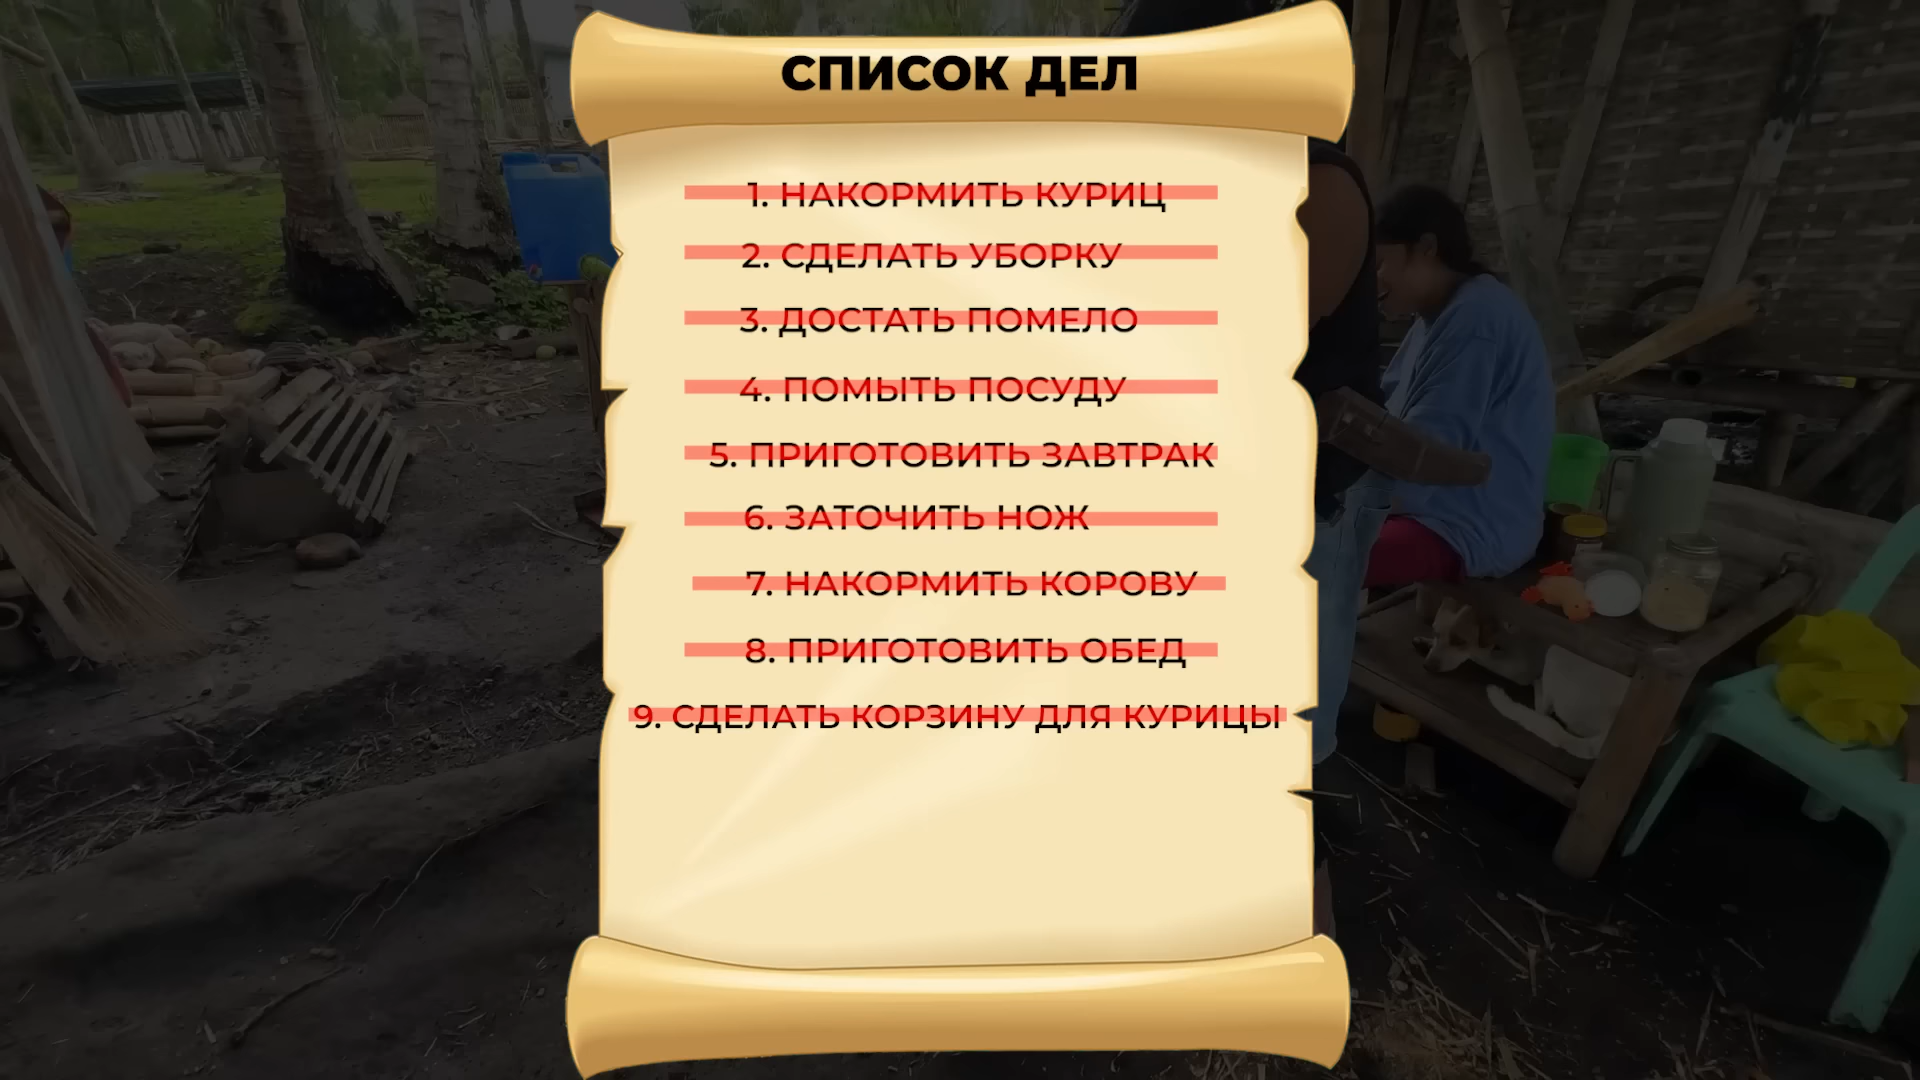 СПИСОК ДЕЛ
1. НАКОРМИТЬ КУРИЦ
2. СДЕЛАТЬ УБОРКУ
3. ДОСТАТЬ ПОМЕЛО
4. ПОМЫТЬ ПОСУДУ
5. ПРИГОТОВИТЬ ЗАВТРАК
6. ЗАТОЧИТЬ НОЖ
7. НАКОРМИТЬ КОРОВУ
8. ПРИГОТОВИТЬ ОБЕД
9. СДЕЛАТЬ КОРЗИНУ ДЛЯ КУРИЦЫ